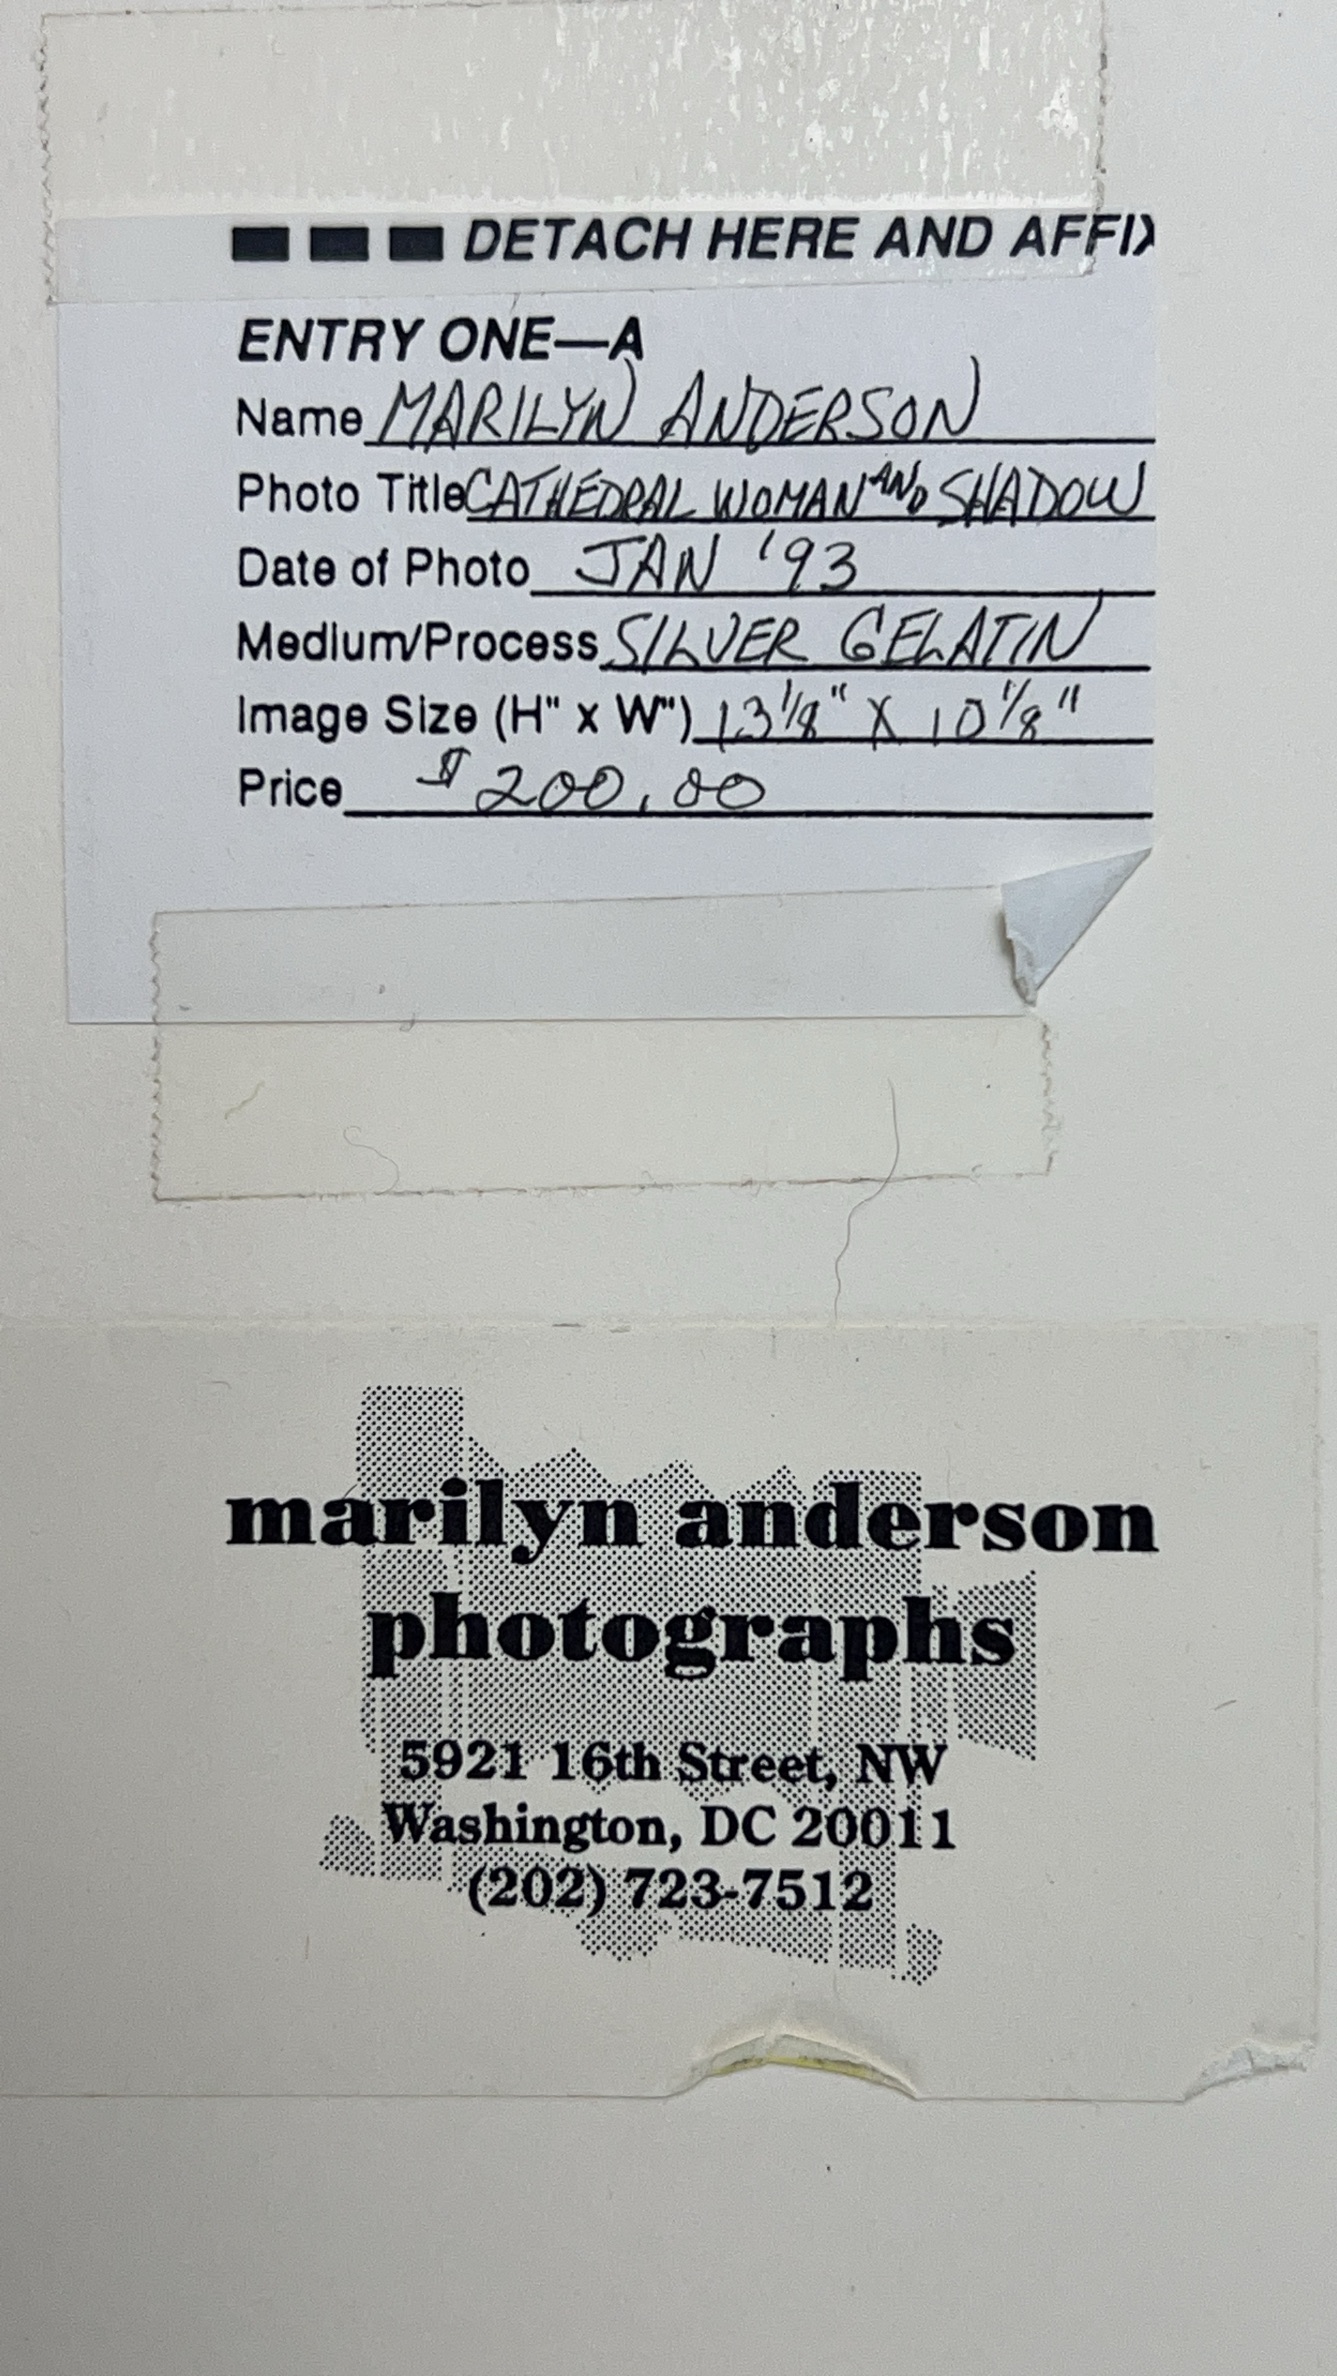 DETACH HERE AND AFFIX
ENTRY ONE—A
Name MARILYN ANDERSON
Photo Title CATHEDRAL WOMAN AND SHADOW
Date of Photo JAN '93
Medium/Process SILVER GELATIN
Image Size (H" x W") 13 1/8" X 10 1/8"
Price $200.00
marilyn anderson
photographs
5921 16th Street, NW
Washington, DC 20011
(202) 723-7512